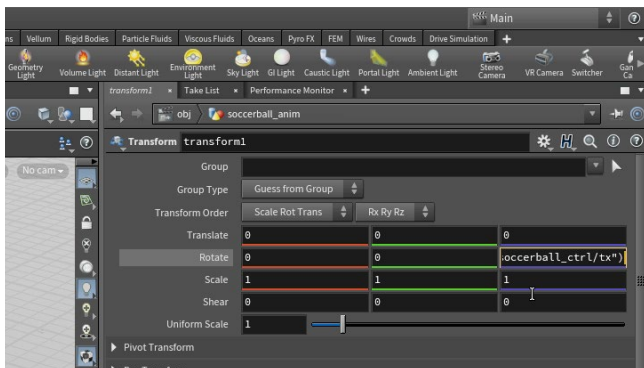 Main
ns Vellum Rigid Bodies Particle Fluids Viscous Fluids Oceans Pyro FX FEM Wires Crowds Drive Simulation
Geometry Light Volume Light Distant Light Environment Light Sky Light GI Light Caustic Light Portal Light Ambient Light Stereo Camera VR Camera Switcher Gan Ca
transform1 Take List Performance Monitor
obj soccerball_anim
Transform transform1
No cam
Group
Group Type Guess from Group
Transform Order Scale Rot Trans Rx Ry Rz
Translate 0 0 0
Rotate 0 0 occerball_ctrl/tx")
Scale 1 1 1
Shear 0 0 0
Uniform Scale 1
Pivot Transform